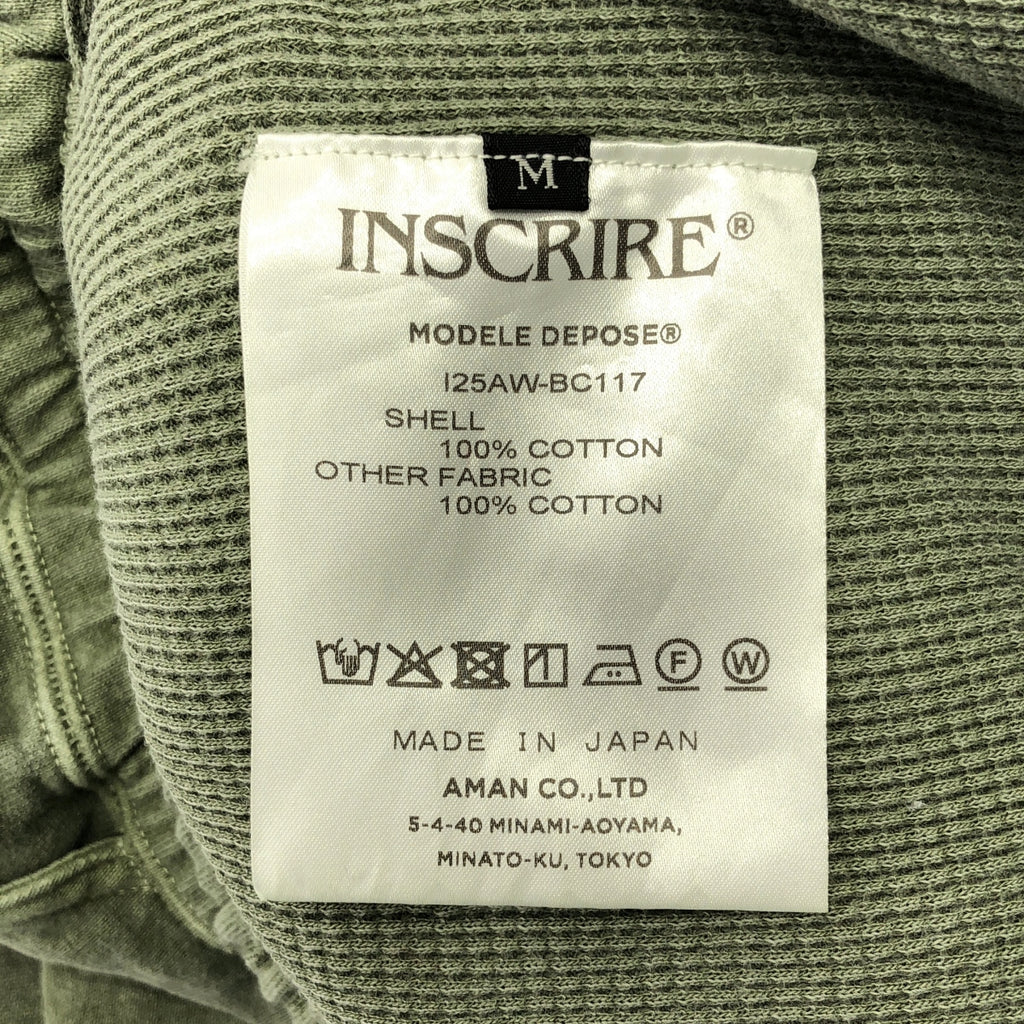 M
INSCRIRE®
MODELE DEPOSE®
I25AW-BC117
SHELL
100% COTTON
OTHER FABRIC
100% COTTON
F W
MADE IN JAPAN
AMAN CO.,LTD
5-4-40 MINAMI-AOYAMA,
MINATO-KU, TOKYO